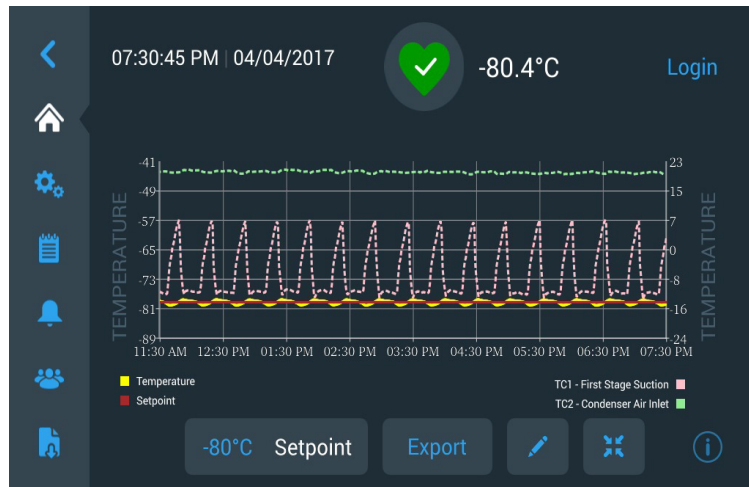 07:30:45 PM | 04/04/2017
-80.4°C
Login
TEMPERATURE
-41
-49
-57
-65
-73
-81
-89
23
15
7
0
-8
-16
-24
TEMPERATURE
11:30 AM 12:30 PM 01:30 PM 02:30 PM 03:30 PM 04:30 PM 05:30 PM 06:30 PM 07:30 PM
Temperature
Setpoint
TC1 - First Stage Suction
TC2 - Condenser Air Inlet
-80°C Setpoint
Export